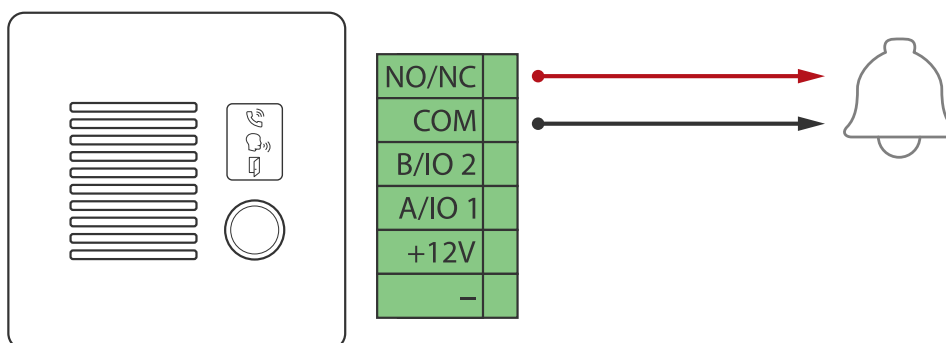 NO/NC
COM
B/IO 2
A/IO 1
+12V
–